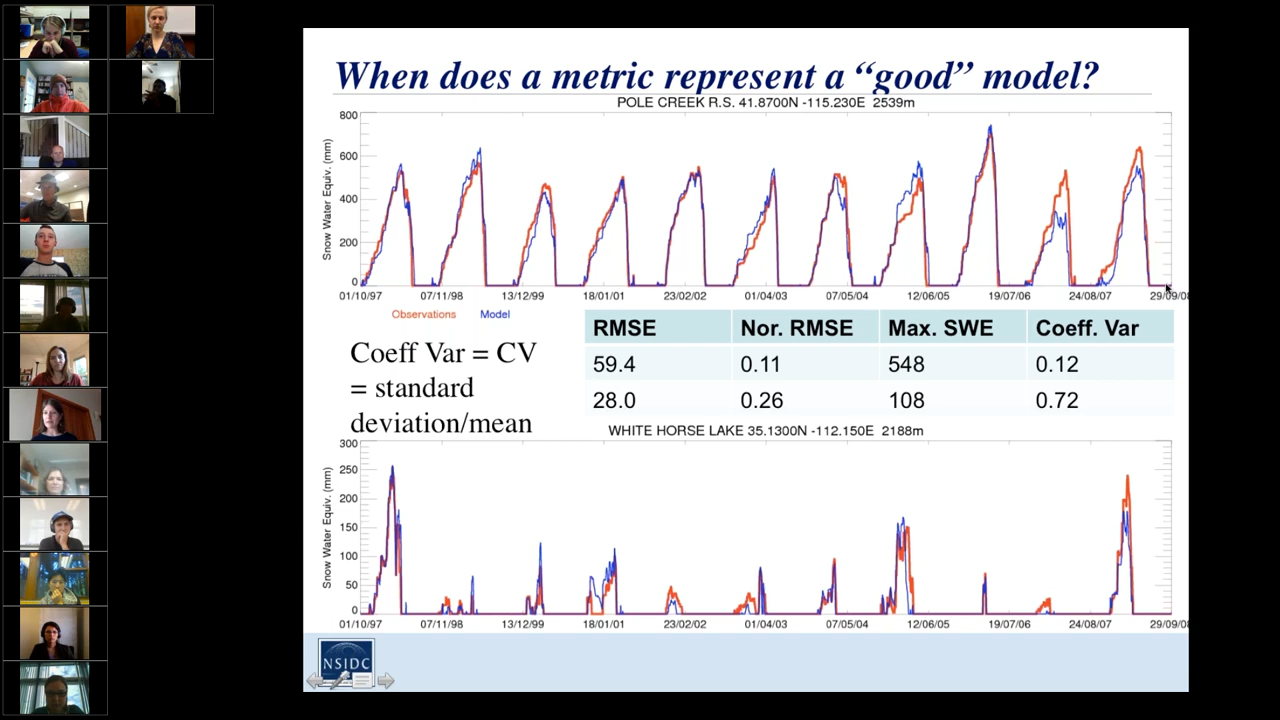 When does a metric represent a “good” model?
POLE CREEK R.S. 41.8700N -115.230E 2539m
Snow Water Equiv. (mm)
800
600
400
200
0
01/10/97 07/11/98 13/12/99 18/01/01 23/02/02 01/04/03 07/05/04 12/06/05 19/07/06 24/08/07 29/09/08
Observations Model
Coeff Var = CV
= standard
deviation/mean
RMSE Nor. RMSE Max. SWE Coeff. Var
59.4 0.11 548 0.12
28.0 0.26 108 0.72
WHITE HORSE LAKE 35.1300N -112.150E 2188m
Snow Water Equiv. (mm)
300
250
200
150
100
50
0
01/10/97 07/11/98 13/12/99 18/01/01 23/02/02 01/04/03 07/05/04 12/06/05 19/07/06 24/08/07 29/09/08
NSIDC